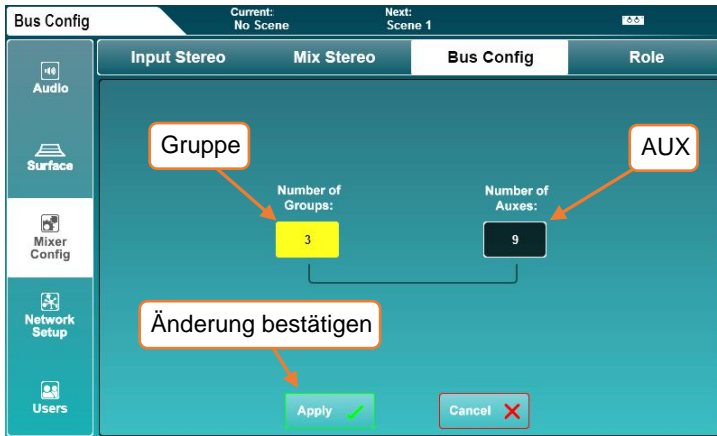 Bus Config
Current:
No Scene
Next:
Scene 1
Audio
Surface
Mixer
Config
Network
Setup
Users
Input Stereo
Mix Stereo
Bus Config
Role
Gruppe
AUX
Number of
Groups:
Number of
Auxes:
3
9
Änderung bestätigen
Apply
Cancel